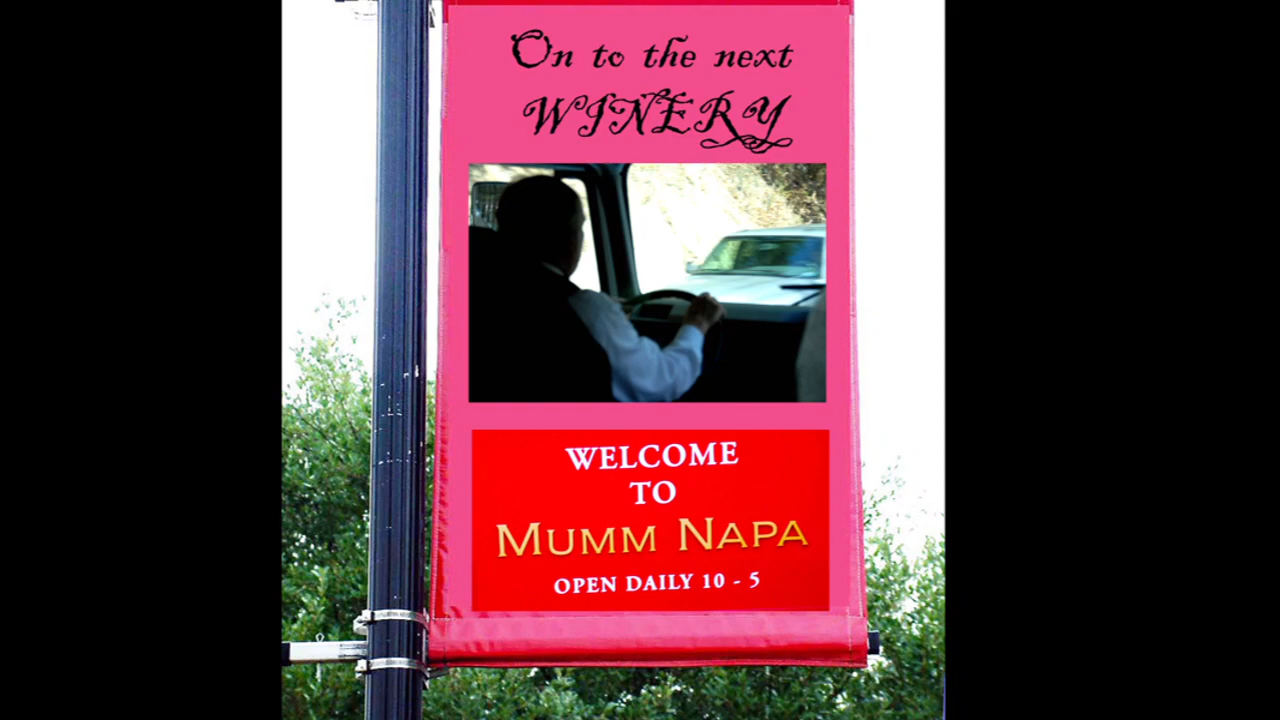 On to the next
WINERY
WELCOME
TO
MUMM NAPA
OPEN DAILY 10 - 5